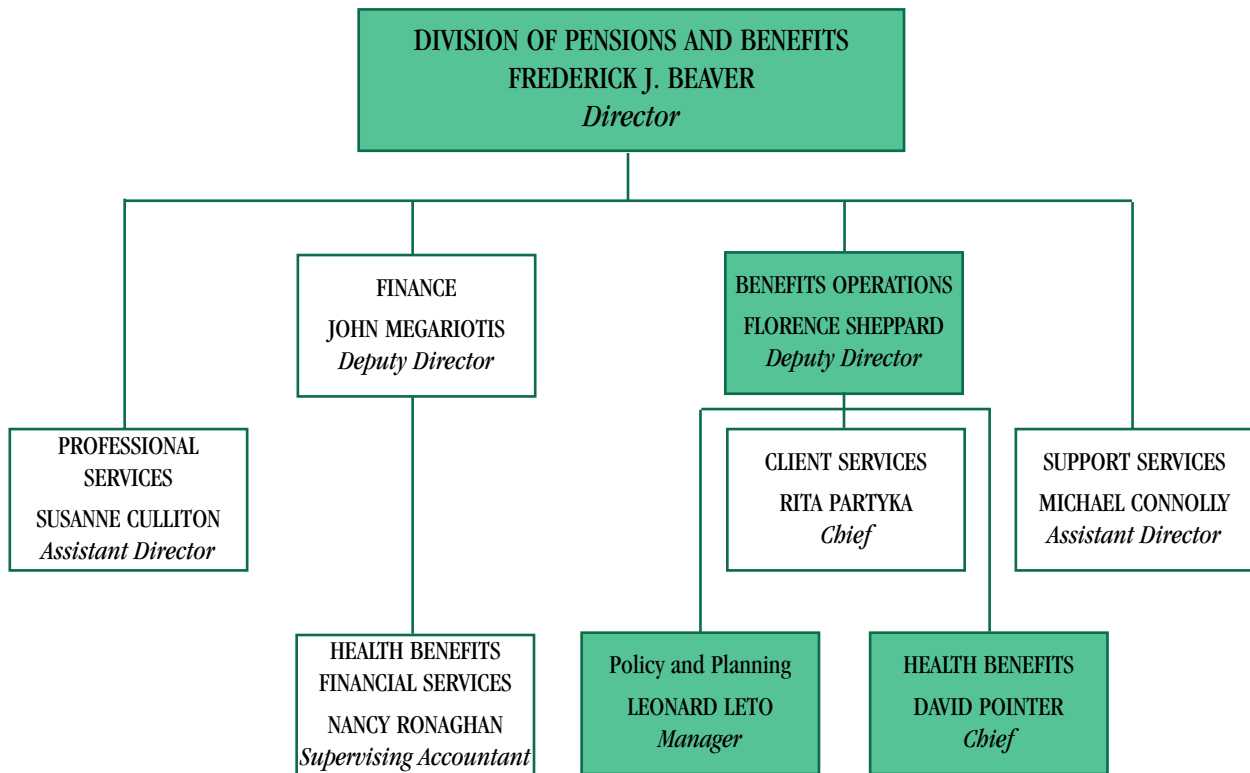 DIVISION OF PENSIONS AND BENEFITS
FREDERICK J. BEAVER
Director
FINANCE
JOHN MEGARIOTIS
Deputy Director
BENEFITS OPERATIONS
FLORENCE SHEPPARD
Deputy Director
PROFESSIONAL
SERVICES
SUSANNE CULLITON
Assistant Director
CLIENT SERVICES
RITA PARTYKA
Chief
SUPPORT SERVICES
MICHAEL CONNOLLY
Assistant Director
HEALTH BENEFITS
FINANCIAL SERVICES
NANCY RONAGHAN
Supervising Accountant
Policy and Planning
LEONARD LETO
Manager
HEALTH BENEFITS
DAVID POINTER
Chief